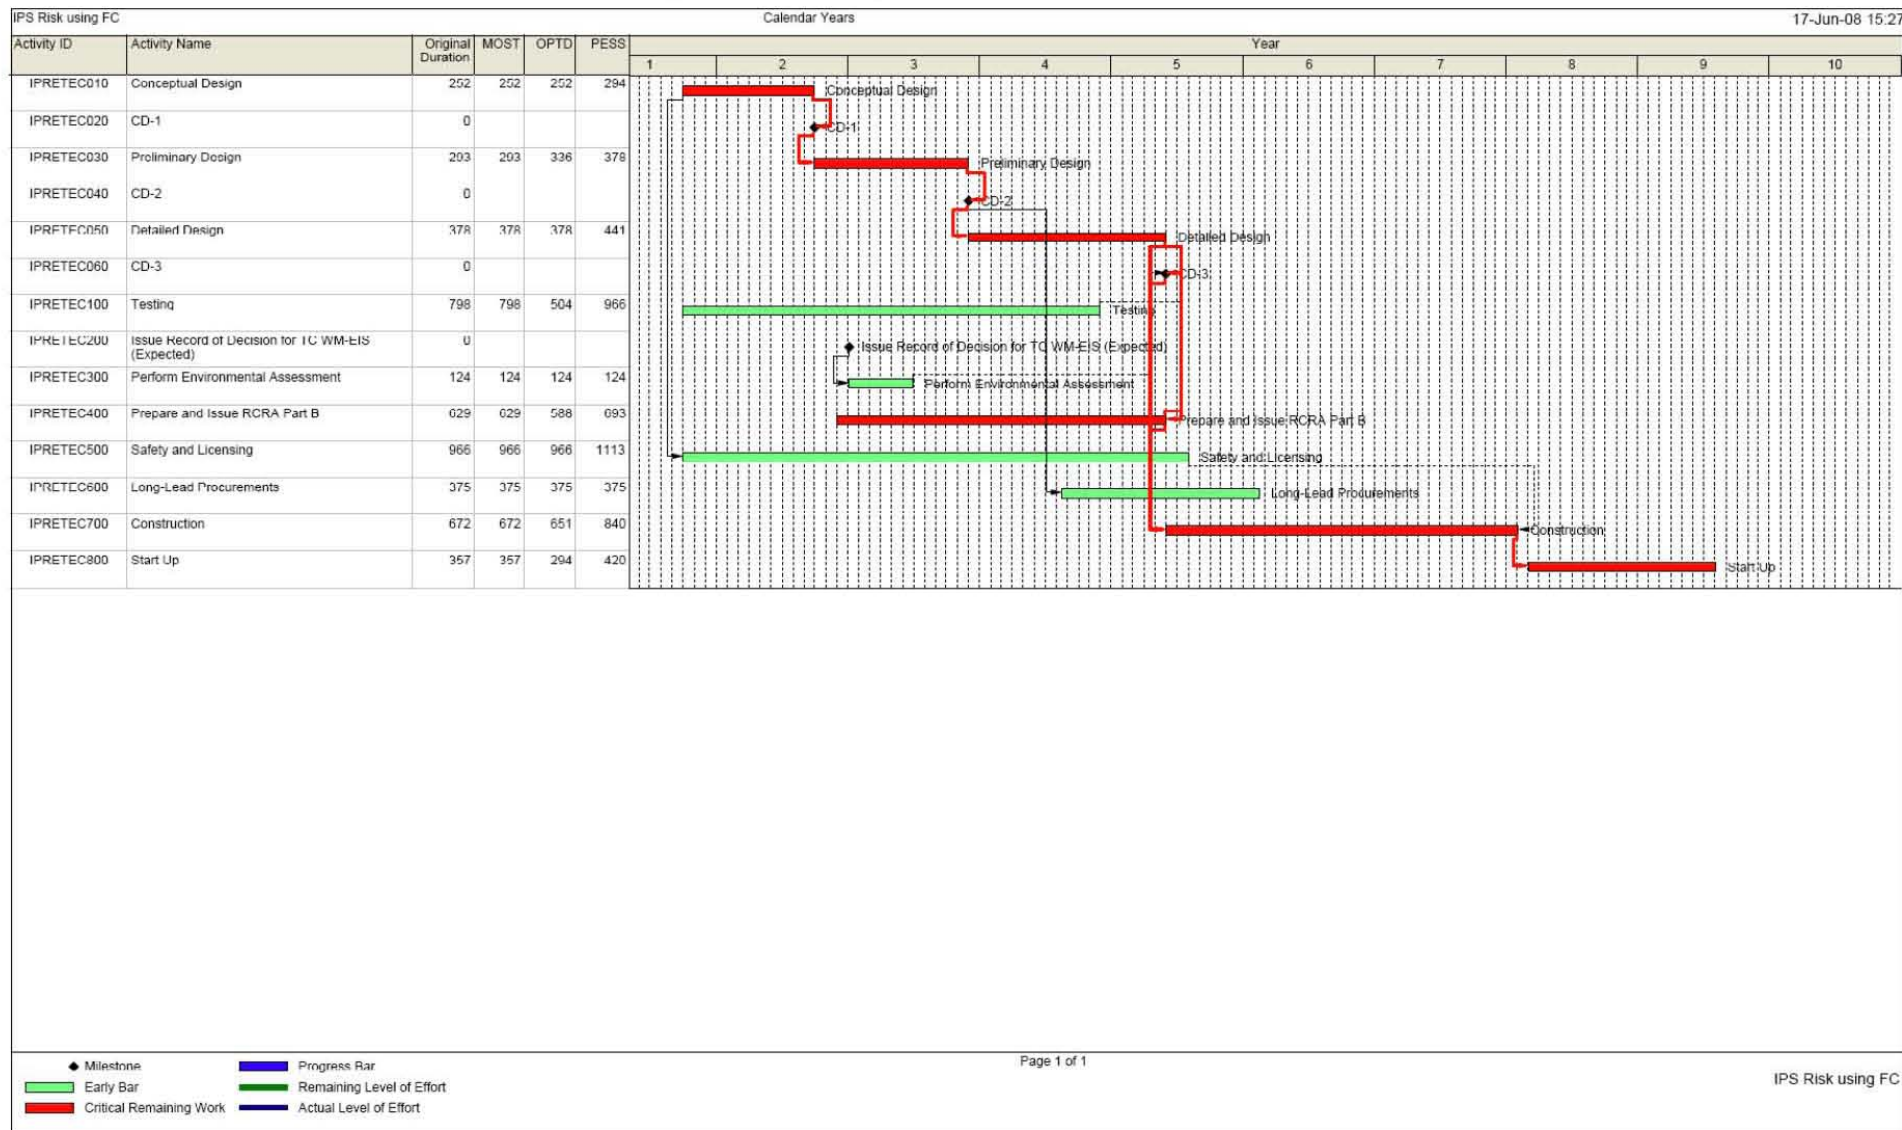 IPS Risk using FC Calendar Years 17-Jun-08 15:27
Activity ID Activity Name Original Duration MOST OPTD PESS Year
1 2 3 4 5 6 7 8 9 10
IPRETEC010 Conceptual Design 252 252 252 294 Conceptual Design
IPRETEC020 CD-1 0 CD-1
IPRETEC030 Preliminary Design 293 293 336 378 Preliminary Design
IPRETEC040 CD-2 0 CD-2
IPRETEC050 Detailed Design 378 378 378 441 Detailed Design
IPRETEC060 CD-3 0 CD-3
IPRETEC100 Testing 798 798 504 966 Testing
IPRETEC200 Issue Record of Decision for TC WM-EIS (Expected) 0 Issue Record of Decision for TC WM-EIS (Expected)
IPRETEC300 Perform Environmental Assessment 124 124 124 124 Perform Environmental Assessment
IPRETEC400 Prepare and Issue RCRA Part B 629 629 588 693 Prepare and Issue RCRA Part B
IPRETEC500 Safety and Licensing 966 966 966 1113 Safety and Licensing
IPRETEC600 Long-Lead Procurements 375 375 375 375 Long-Lead Procurements
IPRETEC700 Construction 672 672 651 840 Construction
IPRETEC800 Start Up 357 357 294 420 Start Up
Milestone Progress Bar Page 1 of 1
Early Bar Remaining Level of Effort IPS Risk using FC
Critical Remaining Work Actual Level of Effort